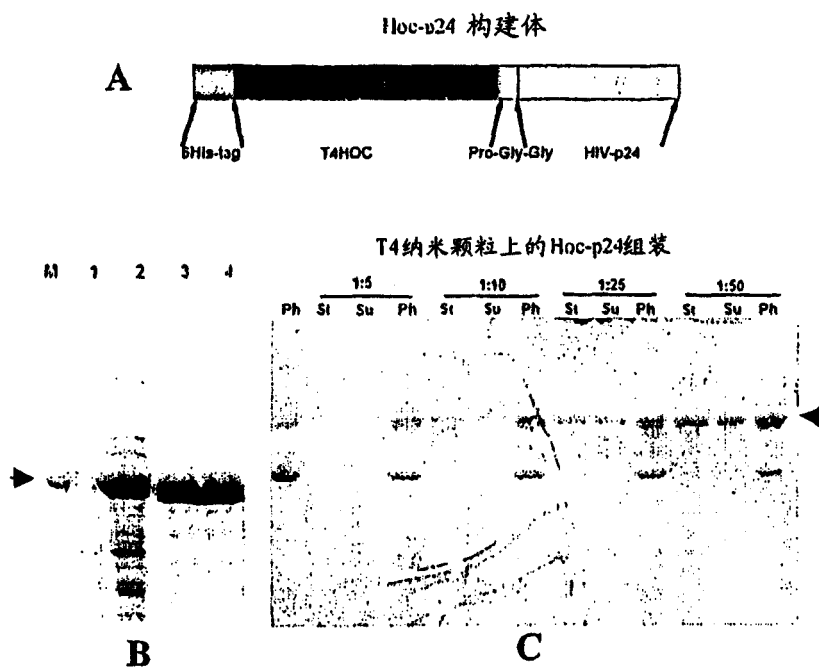 Hoc-p24 构建体
A
6His-tag T4HOC Pro-Gly-Gly HIV-p24
T4纳米颗粒上的Hoc-p24组装
M 1 2 3 4
1:5 1:10 1:25 1:50
Ph St Su Ph St Su Ph St Su Ph St Su Ph
B
C